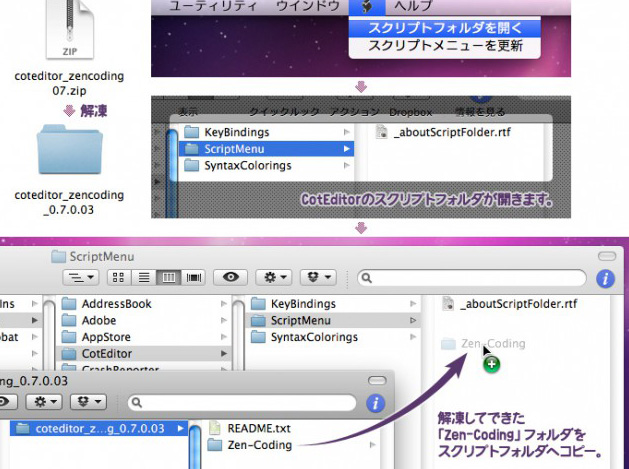 ZIP
coteditor_zencoding
07.zip
解凍
coteditor_zencoding
_0.7.0.03
ユーティリティ ウインドウ ヘルプ
スクリプトフォルダを開く
スクリプトメニューを更新
表示 クイックルック アクション Dropbox 情報を見る
KeyBindings
ScriptMenu
SyntaxColorings
_aboutScriptFolder.rtf
CotEditorのスクリプトフォルダが開きます。
ScriptMenu
Ins
bat
AddressBook
Adobe
AppStore
CotEditor
CrashReporter
KeyBindings
ScriptMenu
SyntaxColorings
_aboutScriptFolder.rtf
Zen-Coding
ng_0.7.0.03
coteditor_z...g_0.7.0.03
README.txt
Zen-Coding
解凍してできた
「Zen-Coding」フォルダを
スクリプトフォルダへコピー。